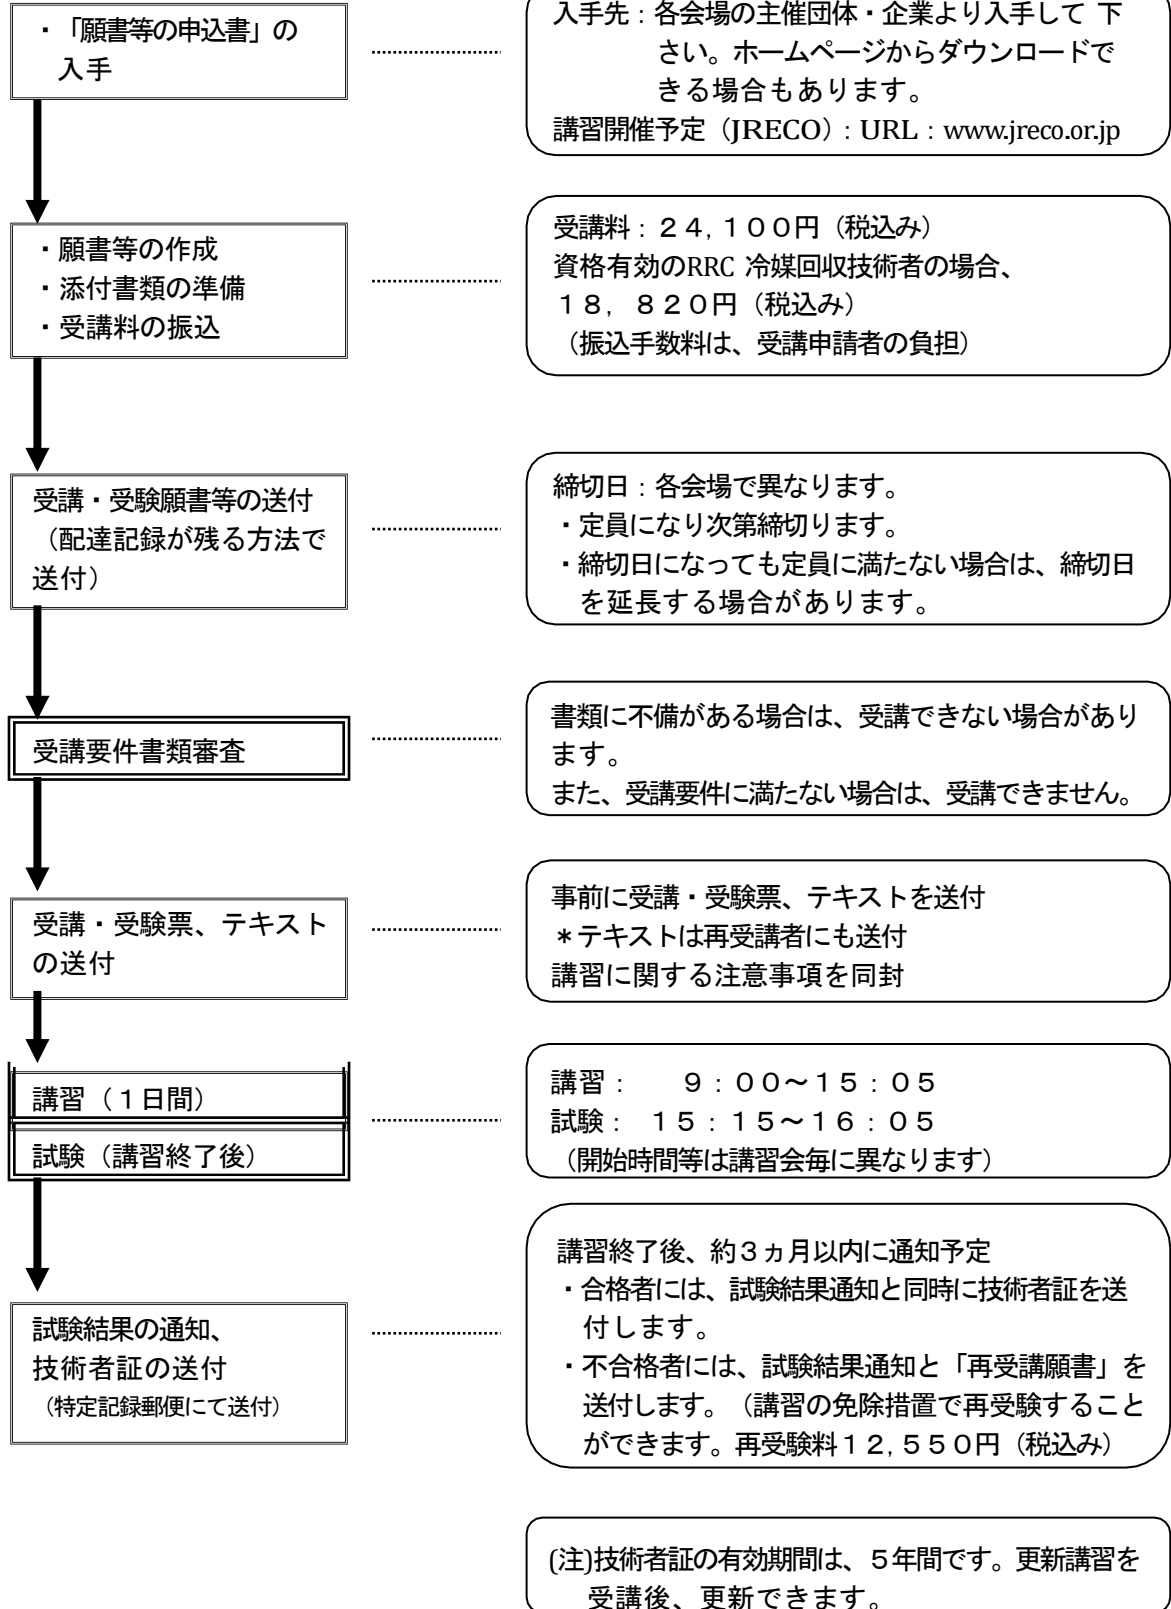 ・「願書等の申込書」の
入手
入手先：各会場の主催団体・企業より入手して 下
さい。ホームページからダウンロードで
きる場合もあります。
講習開催予定（JRECO）：URL：www.jreco.or.jp
・願書等の作成
・添付書類の準備
・受講料の振込
受講料：２４,１００円（税込み）
資格有効のRRC 冷媒回収技術者の場合、
１８, ８２０円（税込み）
（振込手数料は、受講申請者の負担）
受講・受験願書等の送付
（配達記録が残る方法で
送付）
締切日：各会場で異なります。
・定員になり次第締切ります。
・締切日になっても定員に満たない場合は、締切日
を延長する場合があります。
受講要件書類審査
書類に不備がある場合は、受講できない場合があり
ます。
また、受講要件に満たない場合は、受講できません。
受講・受験票、テキスト
の送付
事前に受講・受験票、テキストを送付
＊テキストは再受講者にも送付
講習に関する注意事項を同封
講習（１日間）
試験（講習終了後）
講習： ９：００～１５：０５
試験： １５：１５～１６：０５
（開始時間等は講習会毎に異なります）
試験結果の通知、
技術者証の送付
（特定記録郵便にて送付）
講習終了後、約３ヵ月以内に通知予定
・合格者には、試験結果通知と同時に技術者証を送
付します。
・不合格者には、試験結果通知と「再受講願書」を
送付します。（講習の免除措置で再受験すること
ができます。再受験料１２,５５０円（税込み）
(注)技術者証の有効期間は、５年間です。更新講習を
受講後、更新できます。